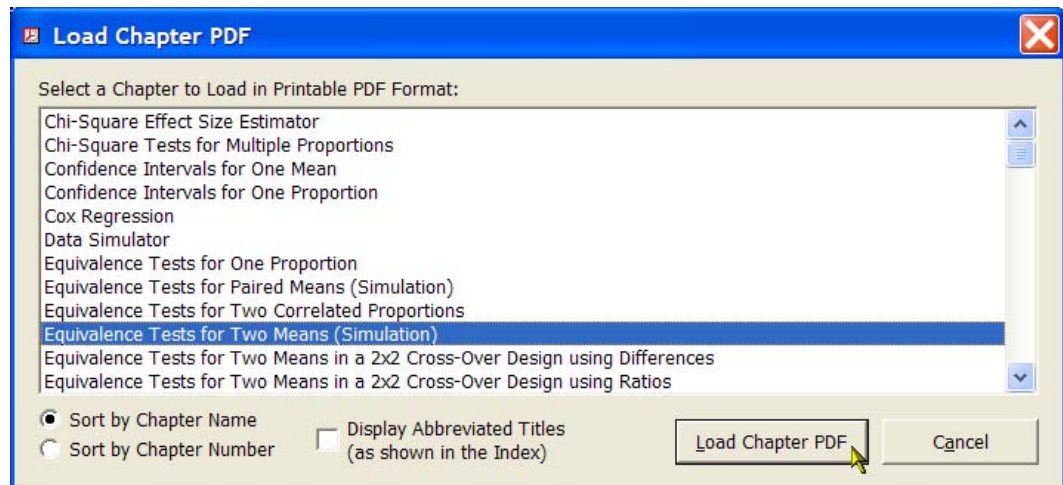 Load Chapter PDF
Select a Chapter to Load in Printable PDF Format:
Chi-Square Effect Size Estimator
Chi-Square Tests for Multiple Proportions
Confidence Intervals for One Mean
Confidence Intervals for One Proportion
Cox Regression
Data Simulator
Equivalence Tests for One Proportion
Equivalence Tests for Paired Means (Simulation)
Equivalence Tests for Two Correlated Proportions
Equivalence Tests for Two Means (Simulation)
Equivalence Tests for Two Means in a 2x2 Cross-Over Design using Differences
Equivalence Tests for Two Means in a 2x2 Cross-Over Design using Ratios
Sort by Chapter Name
Sort by Chapter Number
Display Abbreviated Titles
(as shown in the Index)
Load Chapter PDF
Cancel